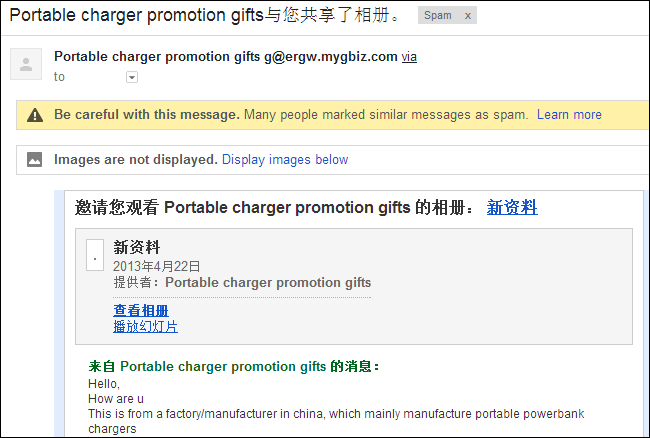 Portable charger promotion gifts与您共享了相册。 Spam x
Portable charger promotion gifts g@ergw.mygbiz.com via
to
Be careful with this message. Many people marked similar messages as spam. Learn more
Images are not displayed. Display images below
邀请您观看 Portable charger promotion gifts 的相册： 新资料
新资料
2013年4月22日
提供者：Portable charger promotion gifts
查看相册
播放幻灯片
来自 Portable charger promotion gifts 的消息：
Hello,
How are u
This is from a factory/manufacturer in china, which mainly manufacture portable powerbank
chargers